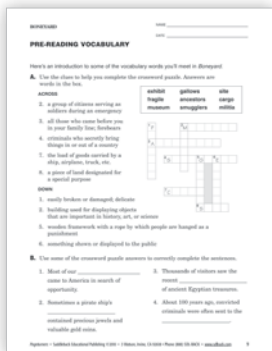 BONEYARD
NAME
DATE
PRE-READING VOCABULARY
Here's an introduction to some of the vocabulary words you'll meet in Boneyard.
A. Use the clues to help you complete the crossword puzzle. Answers are
words in the box.
exhibit gallows site
fragile ancestors cargo
museum smugglers militia
ACROSS
2. a group of citizens serving as
soldiers during an emergency
3. all those who came before you
in your family line; forebears
4. criminals who secretly bring
things in or out of a country
7. the load of goods carried by a
ship, airplane, truck, etc.
8. a piece of land designated for
a special purpose
DOWN
1. easily broken or damaged; delicate
2. building used for displaying objects
that are important in history, art, or science
5. wooden framework with a rope by which people are hanged as a
punishment
6. something shown or displayed to the public
B. Use some of the crossword puzzle answers to correctly complete the sentences.
1. Most of our
came to America in search of
opportunity.
2. Sometimes a pirate ship's
contained precious jewels and
valuable gold coins.
3. Thousands of visitors saw the
recent
of ancient Egyptian treasures.
4. About 100 years ago, convicted
criminals were often sent to the